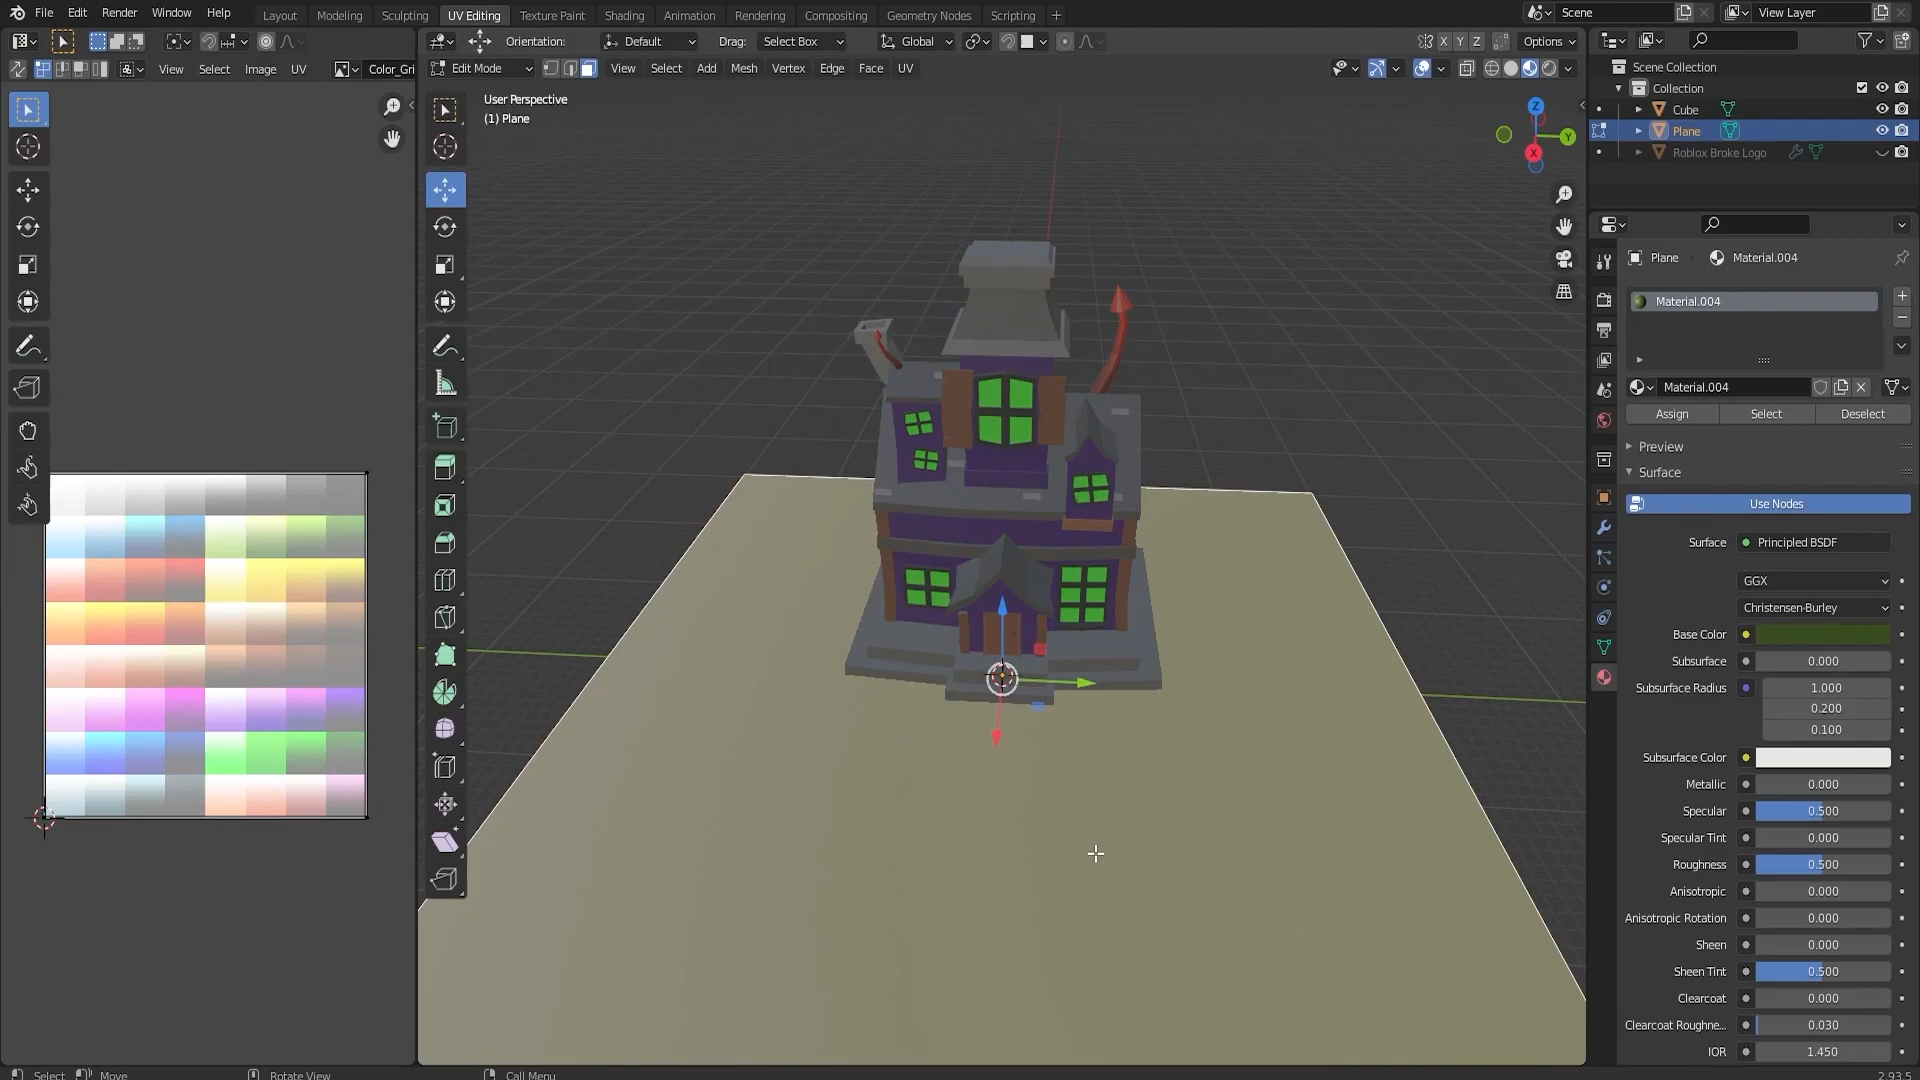 File Edit Render Window Help
Layout Modeling Sculpting UV Editing Texture Paint Shading Animation Rendering Compositing Geometry Nodes Scripting +
Scene
View Layer
Orientation: Default Drag: Select Box Global
X Y Z Options
View Select Image UV Color_Gri
Edit Mode View Select Add Mesh Vertex Edge Face UV
User Perspective
(1) Plane
Z
Y
X
Scene Collection
Collection
Cube
Plane
Roblox Broke Logo
Plane Material.004
Material.004
Material.004
Assign Select Deselect
Preview
Surface
Use Nodes
Surface Principled BSDF
GGX
Christensen-Burley
Base Color
Subsurface 0.000
Subsurface Radius 1.000
0.200
0.100
Subsurface Color
Metallic 0.000
Specular 0.500
Specular Tint 0.000
Roughness 0.500
Anisotropic 0.000
Anisotropic Rotation 0.000
Sheen 0.000
Sheen Tint 0.500
Clearcoat 0.000
Clearcoat Roughne... 0.030
IOR 1.450
Select Move Rotate View Call Menu
2.93.5